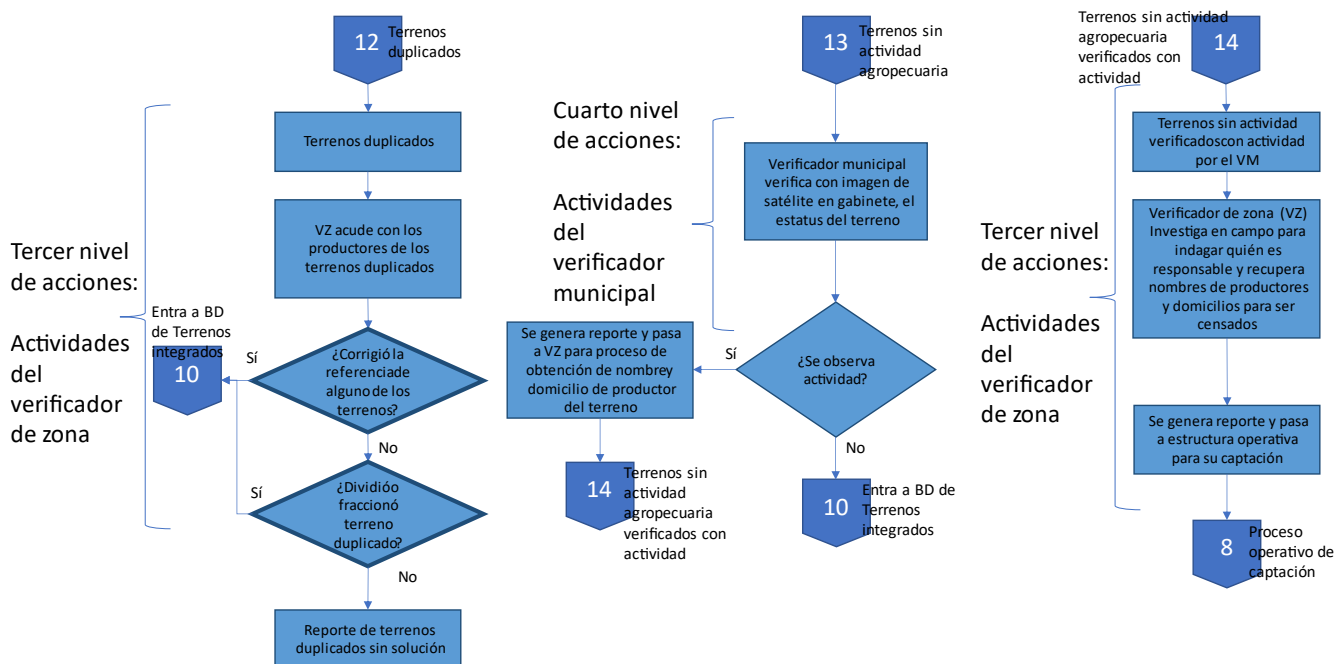 12
Terrenos
duplicados
Terrenos duplicados
VZ acude con los
productores de los
terrenos duplicados
Tercer nivel
de acciones:
Actividades
del
verificador
de zona
Entra a BD
de Terrenos
integrados
10
Sí
¿Corrigió la
referenciade
alguno de los
terrenos?
No
Sí
¿Dividió o
fraccionó
terreno
duplicado?
No
Reporte de terrenos
duplicados sin solución
13
Terrenos sin
actividad
agropecuaria
Cuarto nivel
de acciones:
Actividades
del
verificador
municipal
Verificador municipal
verifica con imagen de
satélite en gabinete, el
estatus del terreno
¿Se observa
actividad?
Sí
Se genera reporte y pasa
a VZ para proceso de
obtención de nombrey
domicilio de productor
del terreno
14
Terrenos sin
actividad
agropecuaria
verificados con
actividad
No
10
Entra a BD de
Terrenos
integrados
Terrenos sin actividad
agropecuaria
verificados con
actividad
14
Terrenos sin actividad
verificadoscon actividad
por el VM
Tercer nivel
de acciones:
Actividades
del
verificador
de zona
Verificador de zona (VZ)
Investiga en campo para
indagar quién es
responsable y recupera
nombres de productores
y domicilios para ser
censados
Se genera reporte y pasa
a estructura operativa
para su captación
8
Proceso
operativo de
captación